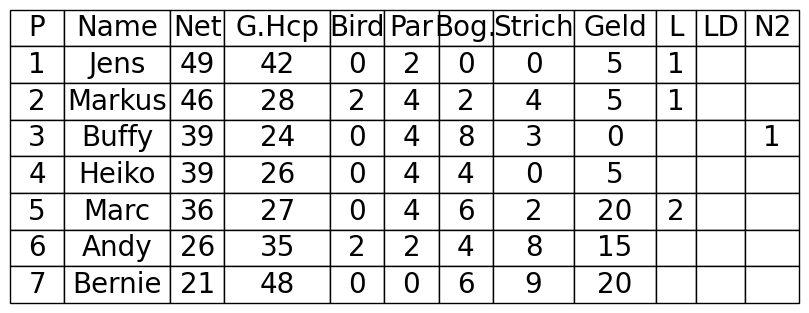 P Name Net G.Hcp Bird Par Bog. Strich Geld L LD N2
1 Jens 49 42 0 2 0 0 5 1
2 Markus 46 28 2 4 2 4 5 1
3 Buffy 39 24 0 4 8 3 0 1
4 Heiko 39 26 0 4 4 0 5
5 Marc 36 27 0 4 6 2 20 2
6 Andy 26 35 2 2 4 8 15
7 Bernie 21 48 0 0 6 9 20